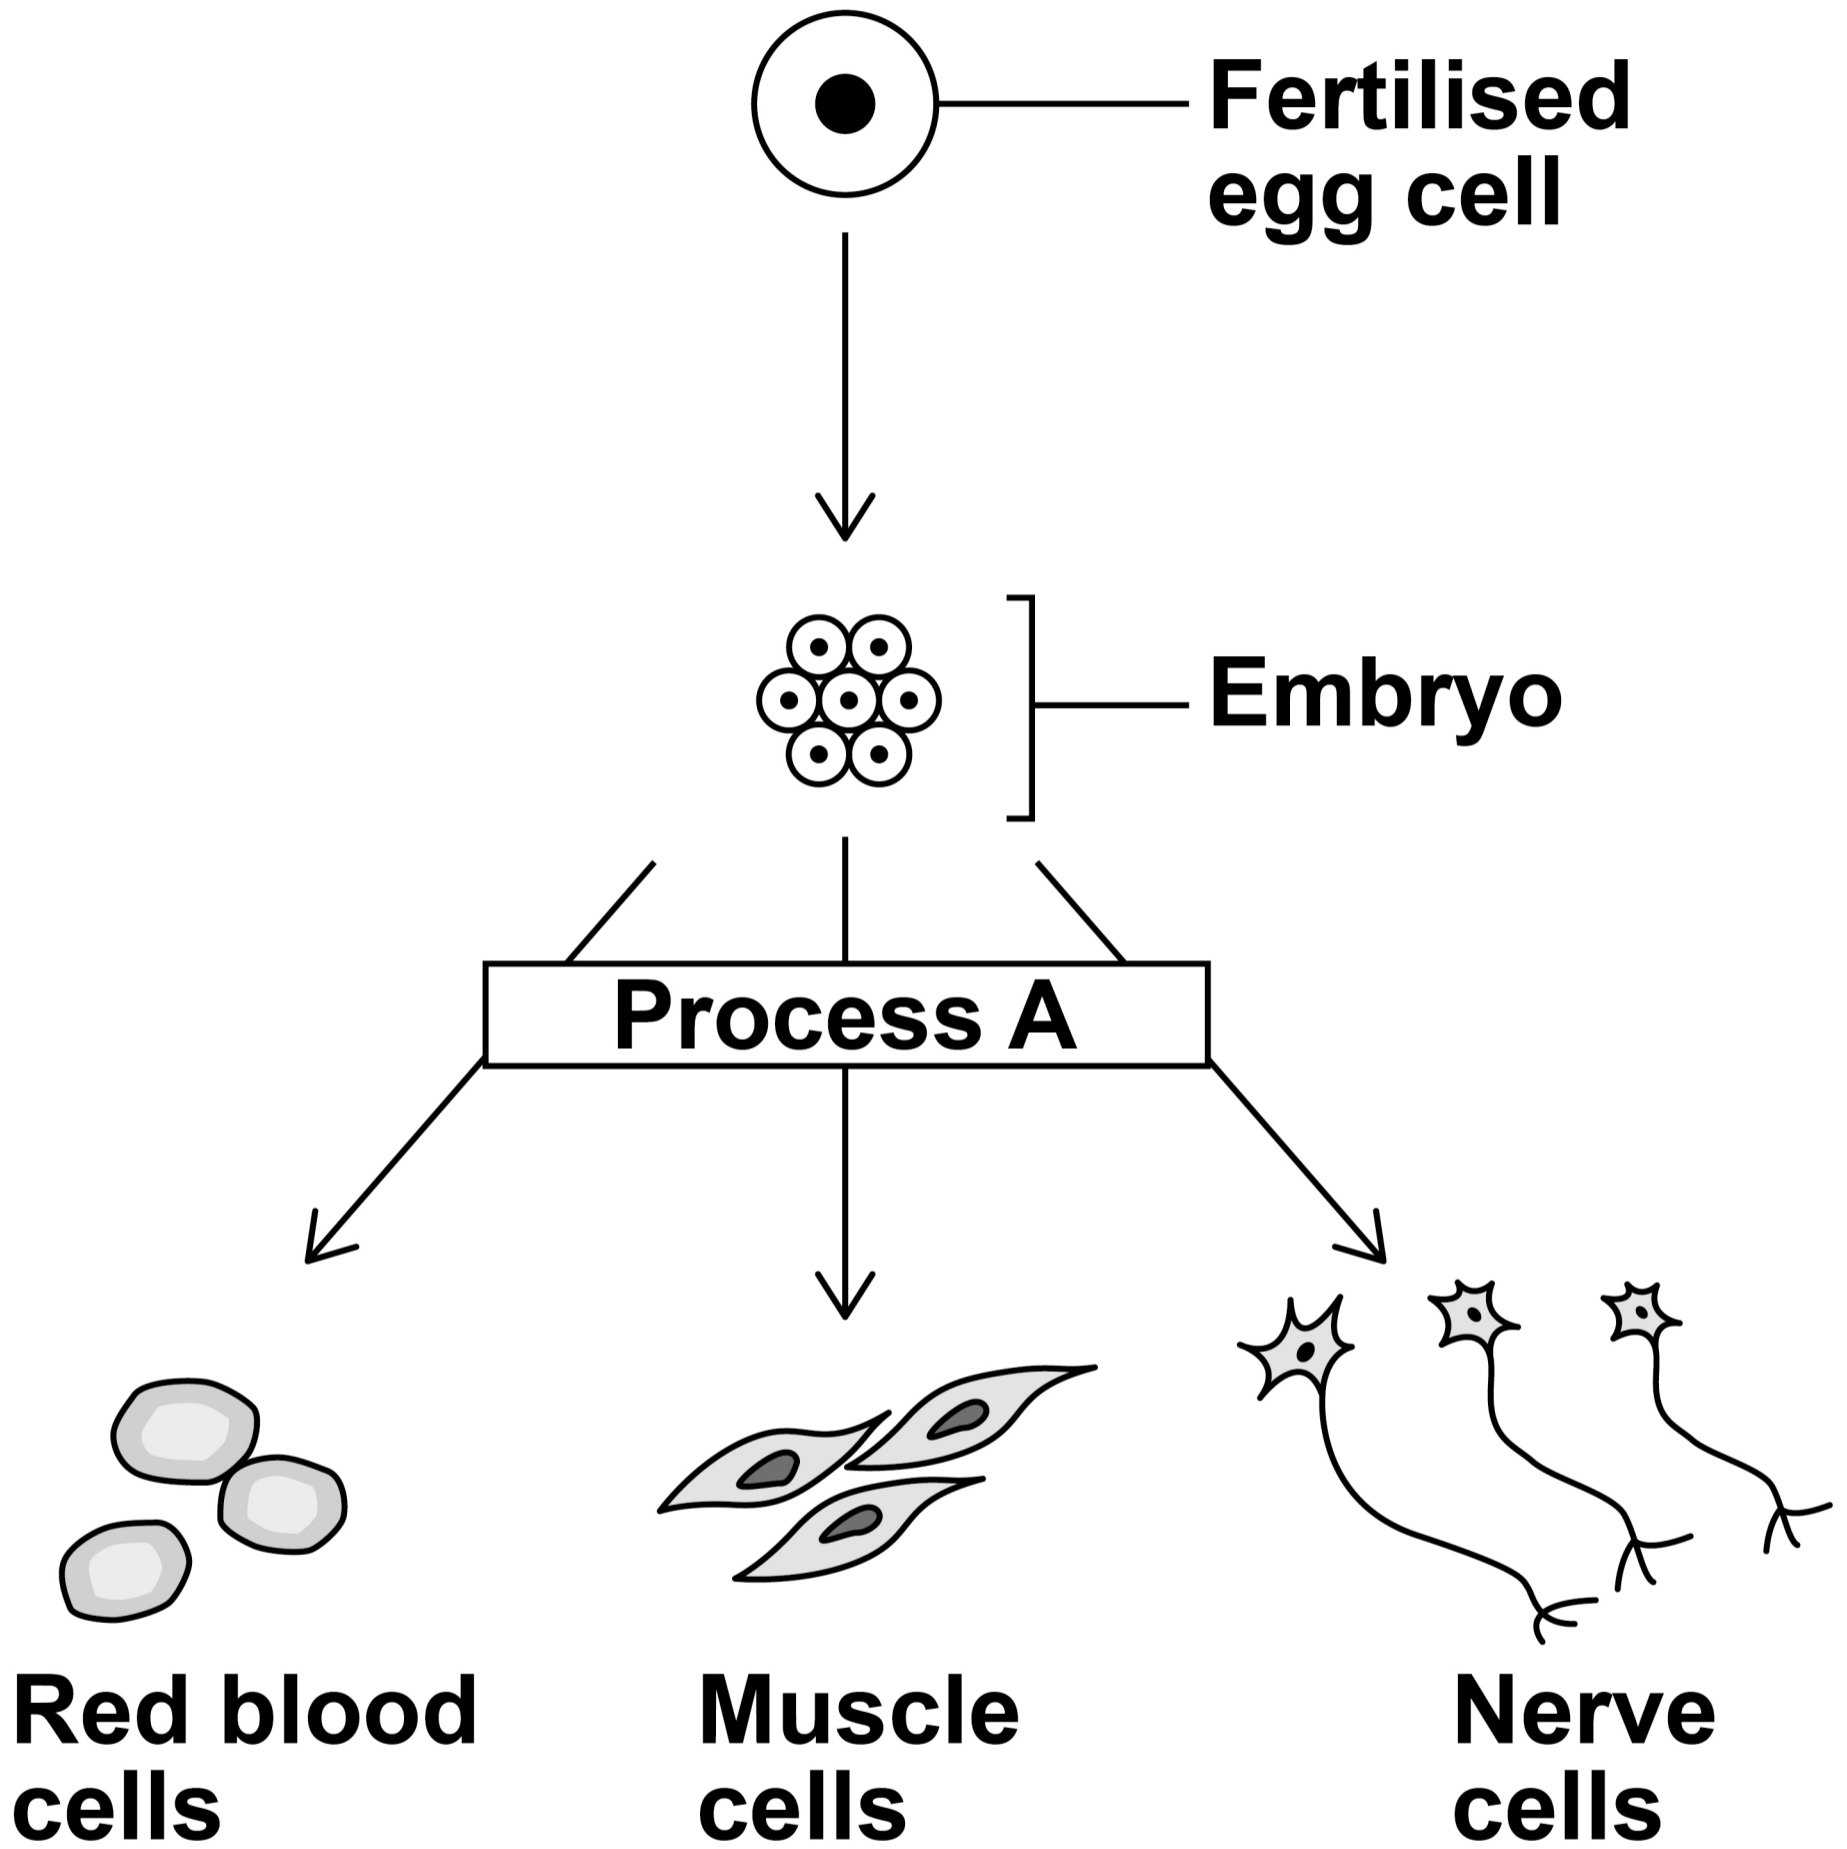 Fertilised
egg cell
Embryo
Process A
Red blood
cells
Muscle
cells
Nerve
cells